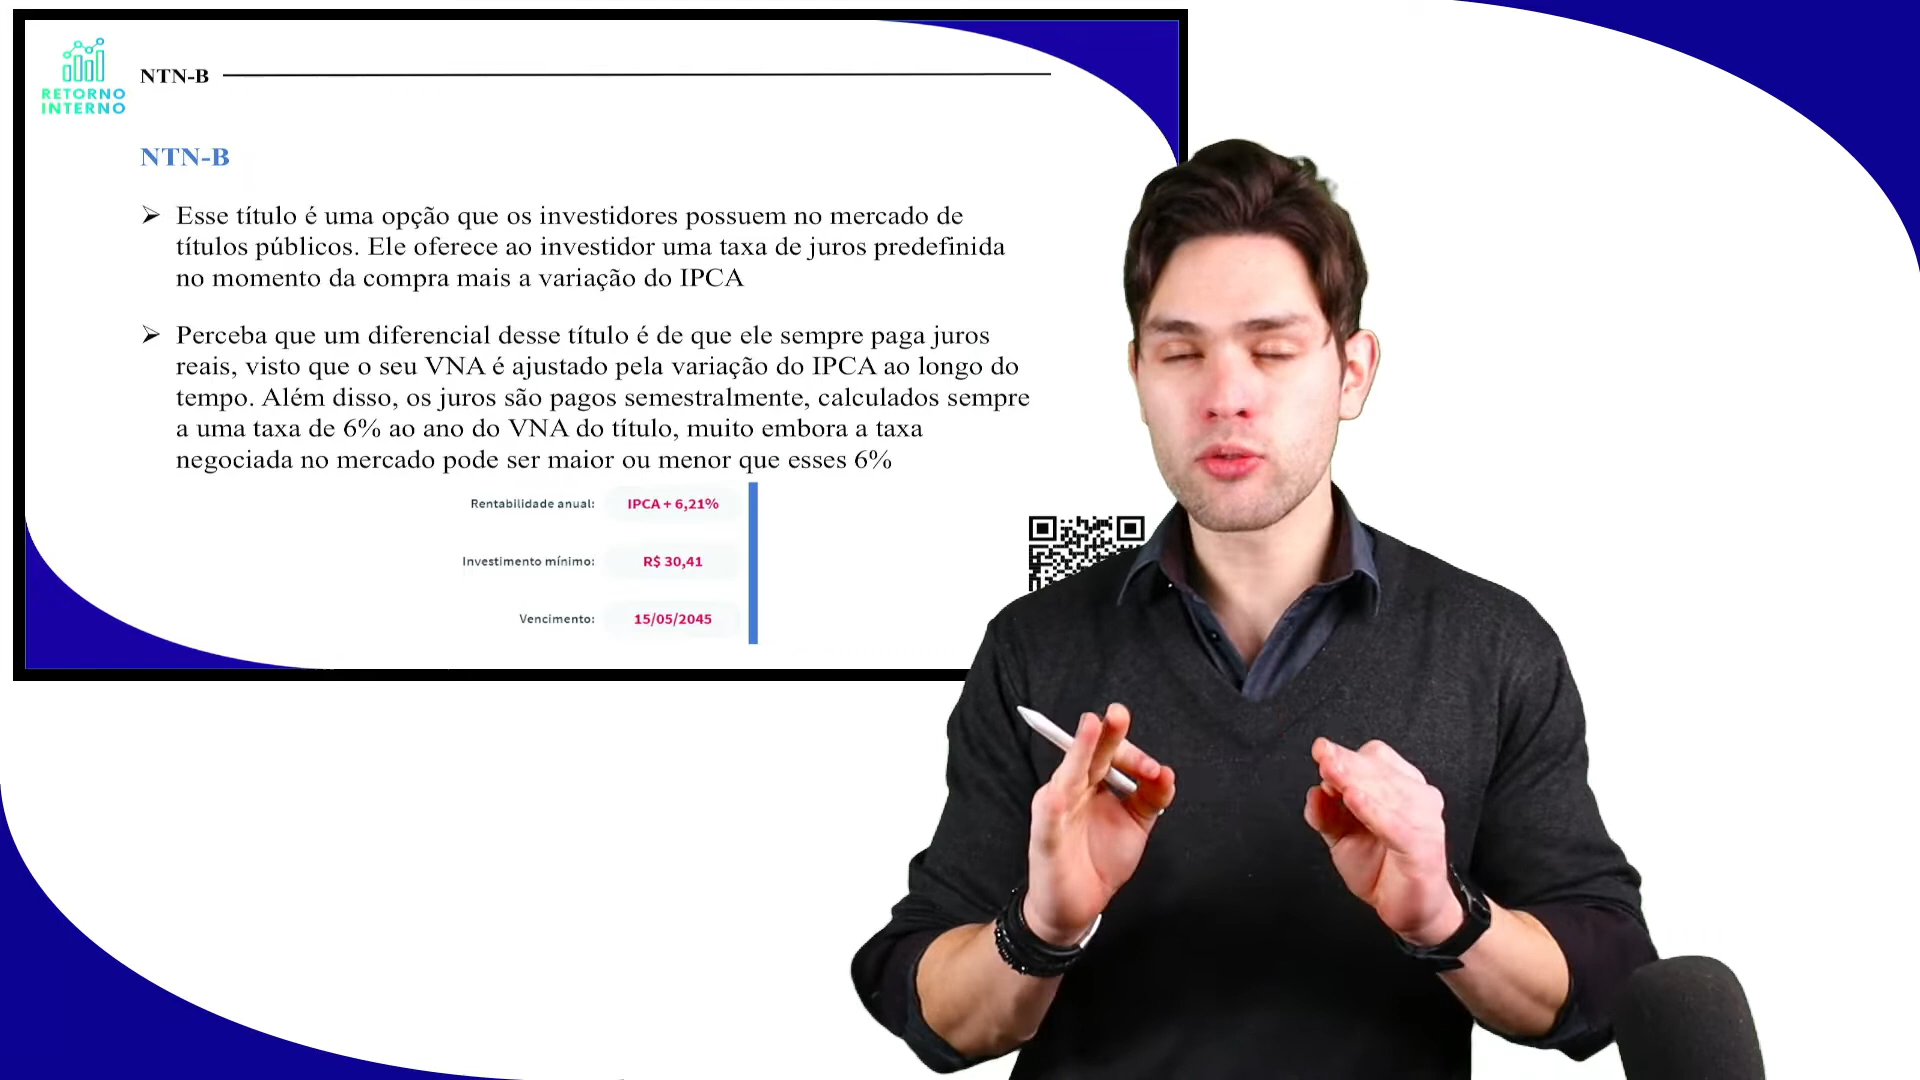 RETORNO
INTERNO
NTN-B
NTN-B
Esse título é uma opção que os investidores possuem no mercado de
títulos públicos. Ele oferece ao investidor uma taxa de juros predefinida
no momento da compra mais a variação do IPCA
Perceba que um diferencial desse título é de que ele sempre paga juros
reais, visto que o seu VNA é ajustado pela variação do IPCA ao longo do
tempo. Além disso, os juros são pagos semestralmente, calculados sempre
a uma taxa de 6% ao ano do VNA do título, muito embora a taxa
negociada no mercado pode ser maior ou menor que esses 6%
Rentabilidade anual: IPCA + 6,21%
Investimento mínimo: R$ 30,41
Vencimento: 15/05/2045